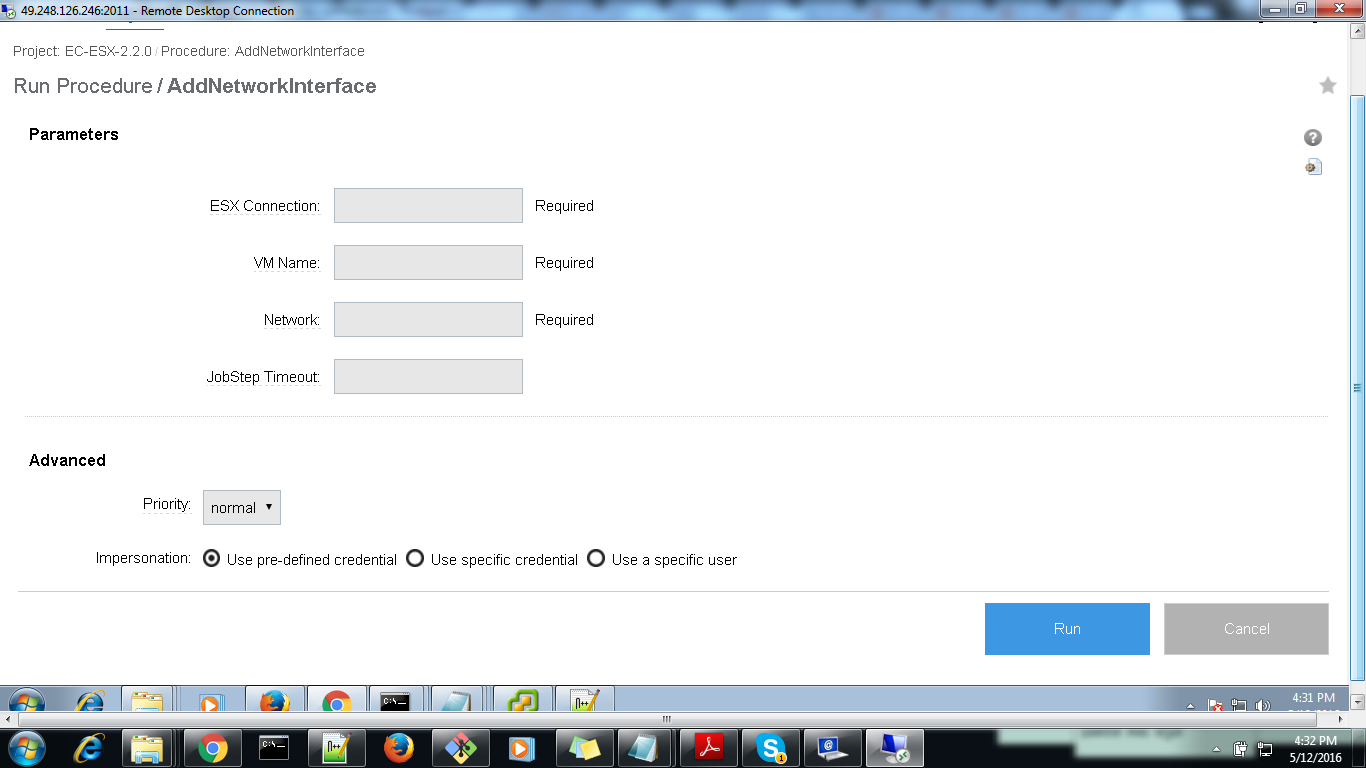 49.248.126.246:2011 - Remote Desktop Connection
Project: EC-ESX-2.2.0 / Procedure: AddNetworkInterface
Run Procedure / AddNetworkInterface
Parameters
ESX Connection: Required
VM Name: Required
Network: Required
JobStep Timeout:
Advanced
Priority: normal
Impersonation: Use pre-defined credential Use specific credential Use a specific user
Run Cancel
4:31 PM
4:32 PM
5/12/2016